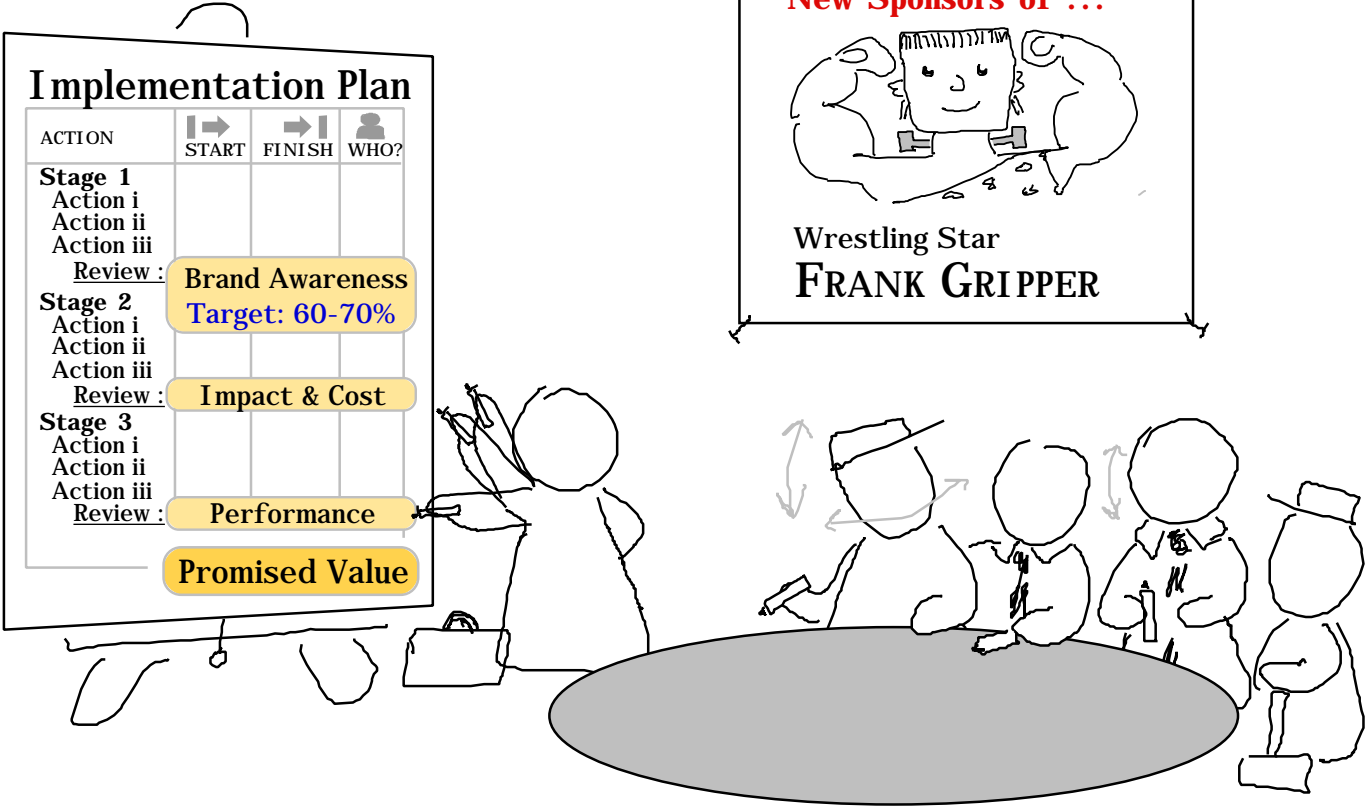 Implementation Plan
ACTION START FINISH WHO?
Stage 1
Action i
Action ii
Action iii
Review : Brand Awareness
Target: 60-70%
Stage 2
Action i
Action ii
Action iii
Review : Impact & Cost
Stage 3
Action i
Action ii
Action iii
Review : Performance
Promised Value
New Sponsors of ...
Wrestling Star
FRANK GRIPPER